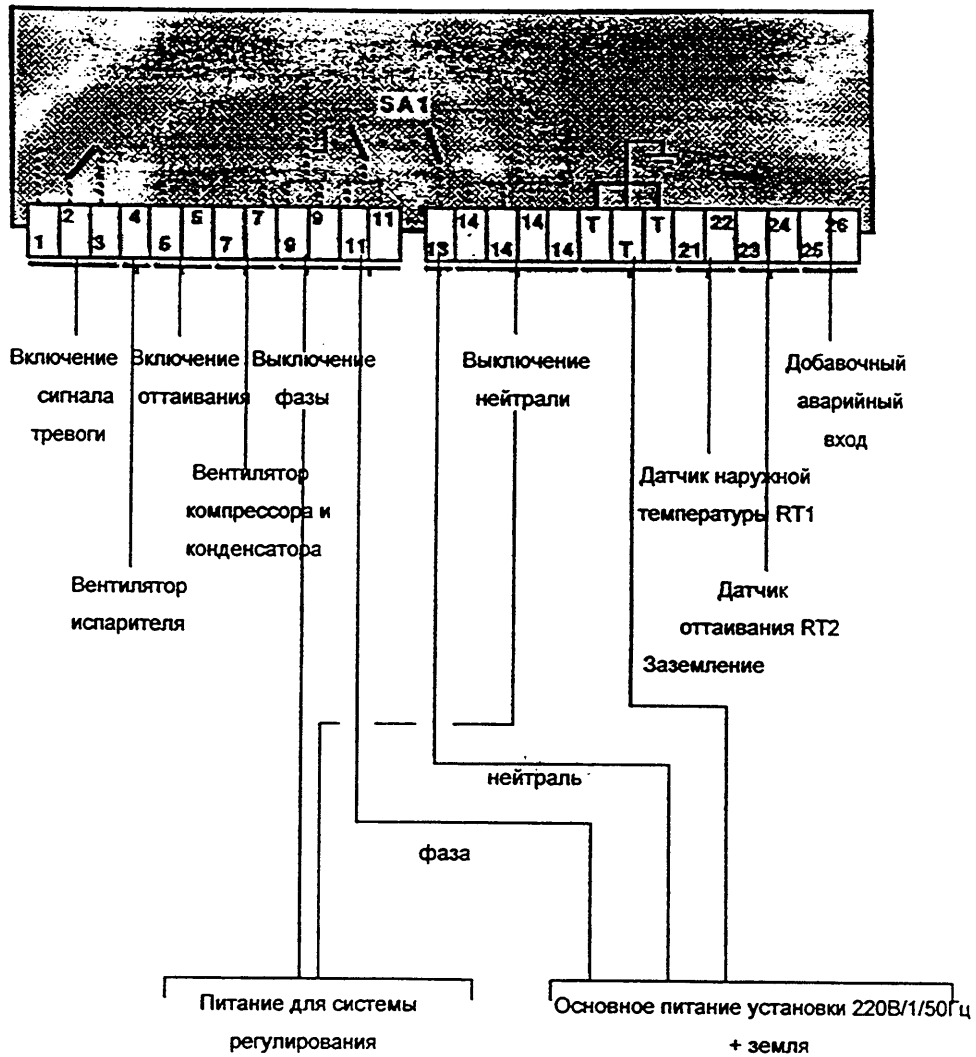 SA1
1 2 3 4 5 5 7 7 9 9 11 11 13 14 14 14 14 T T T 21 22 23 24 25 26
Включение Включение Выключение Выключение Добавочный
сигнала оттаивания фазы нейтрали аварийный
тревоги вход
Вентилятор Датчик наружной
компрессора и температуры RT1
конденсатора
Вентилятор Датчик
испарителя оттаивания RT2
Заземление
нейтраль
фаза
Питание для системы Основное питание установки 220В/1/50Гц
регулирования + земля